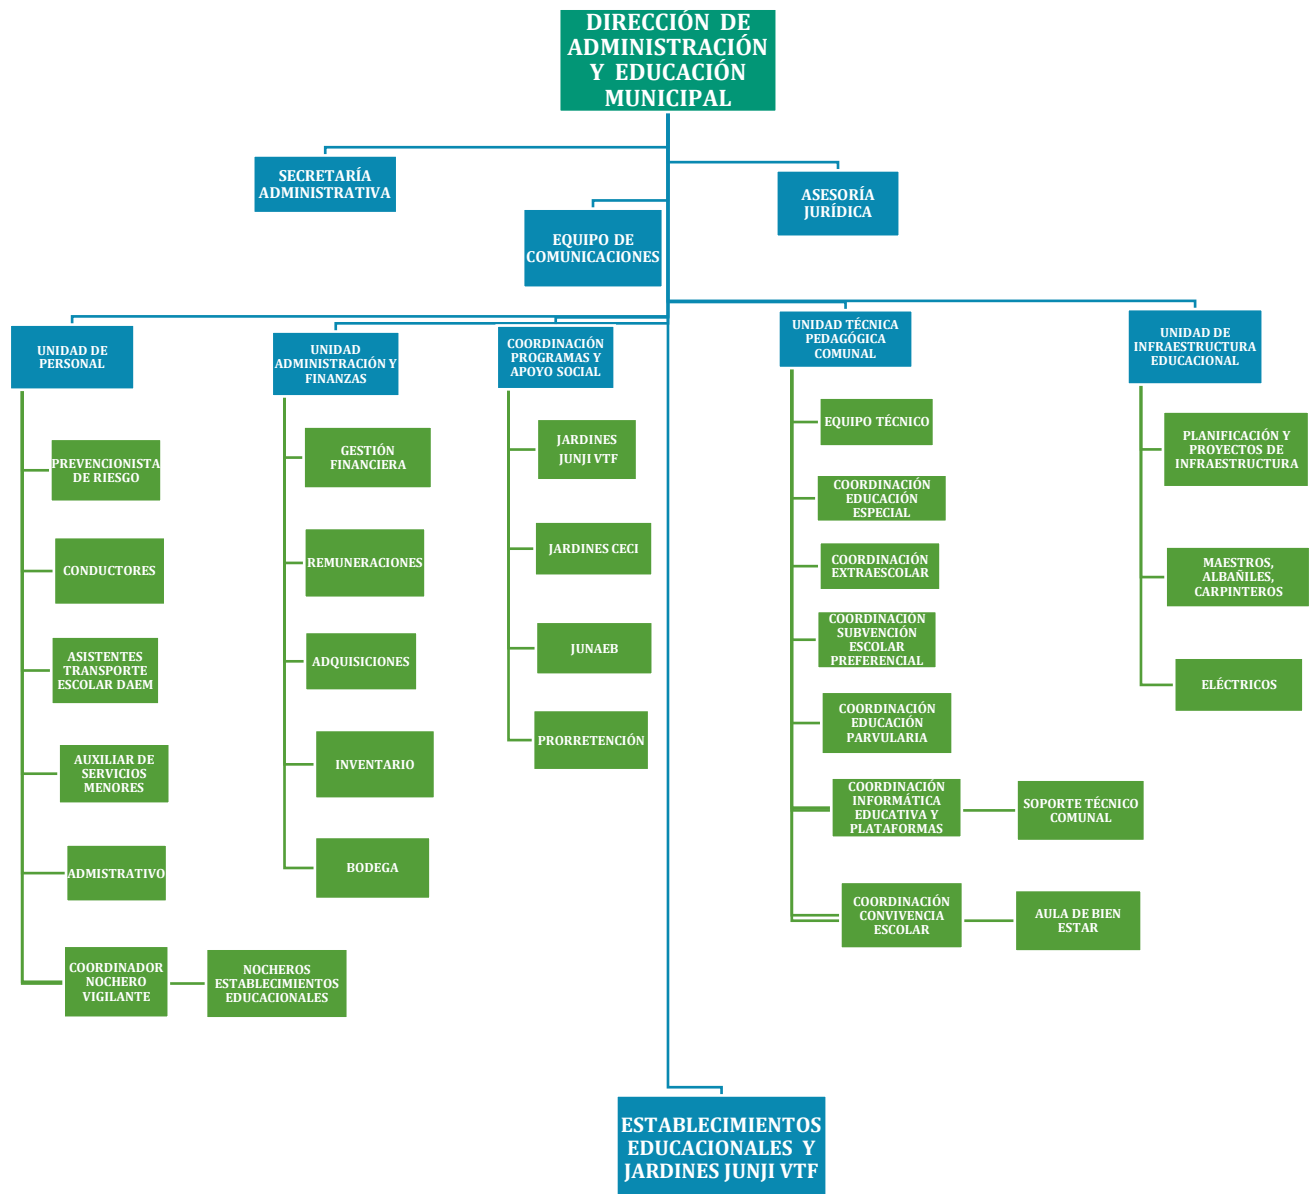 DIRECCIÓN DE
ADMINISTRACIÓN
Y EDUCACIÓN
MUNICIPAL
SECRETARÍA
ADMINISTRATIVA
ASESORÍA
JURÍDICA
EQUIPO DE
COMUNICACIONES
UNIDAD DE
PERSONAL
UNIDAD
ADMINISTRACIÓN Y
FINANZAS
COORDINACIÓN
PROGRAMAS Y
APOYO SOCIAL
UNIDAD TÉCNICA
PEDAGÓGICA
COMUNAL
UNIDAD DE
INFRAESTRUCTURA
EDUCACIONAL
PREVENCIONISTA
DE RIESGO
CONDUCTORES
ASISTENTES
TRANSPORTE
ESCOLAR DAEM
AUXILIAR DE
SERVICIOS
MENORES
ADMISTRATIVO
COORDINADOR
NOCHERO
VIGILANTE
NOCHEROS
ESTABLECIMIENTOS
EDUCACIONALES
GESTIÓN
FINANCIERA
REMUNERACIONES
ADQUISICIONES
INVENTARIO
BODEGA
JARDINES
JUNJI VTF
JARDINES CECI
JUNAEB
PRORRETENCIÓN
EQUIPO TÉCNICO
COORDINACIÓN
EDUCACIÓN
ESPECIAL
COORDINACIÓN
EXTRAESCOLAR
COORDINACIÓN
SUBVENCIÓN
ESCOLAR
PREFERENCIAL
COORDINACIÓN
EDUCACIÓN
PARVULARIA
COORDINACIÓN
INFORMÁTICA
EDUCATIVA Y
PLATAFORMAS
SOPORTE TÉCNICO
COMUNAL
COORDINACIÓN
CONVIVENCIA
ESCOLAR
AULA DE BIEN
ESTAR
PLANIFICACIÓN Y
PROYECTOS DE
INFRAESTRUCTURA
MAESTROS,
ALBAÑILES,
CARPINTEROS
ELÉCTRICOS
ESTABLECIMIENTOS
EDUCACIONALES Y
JARDINES JUNJI VTF